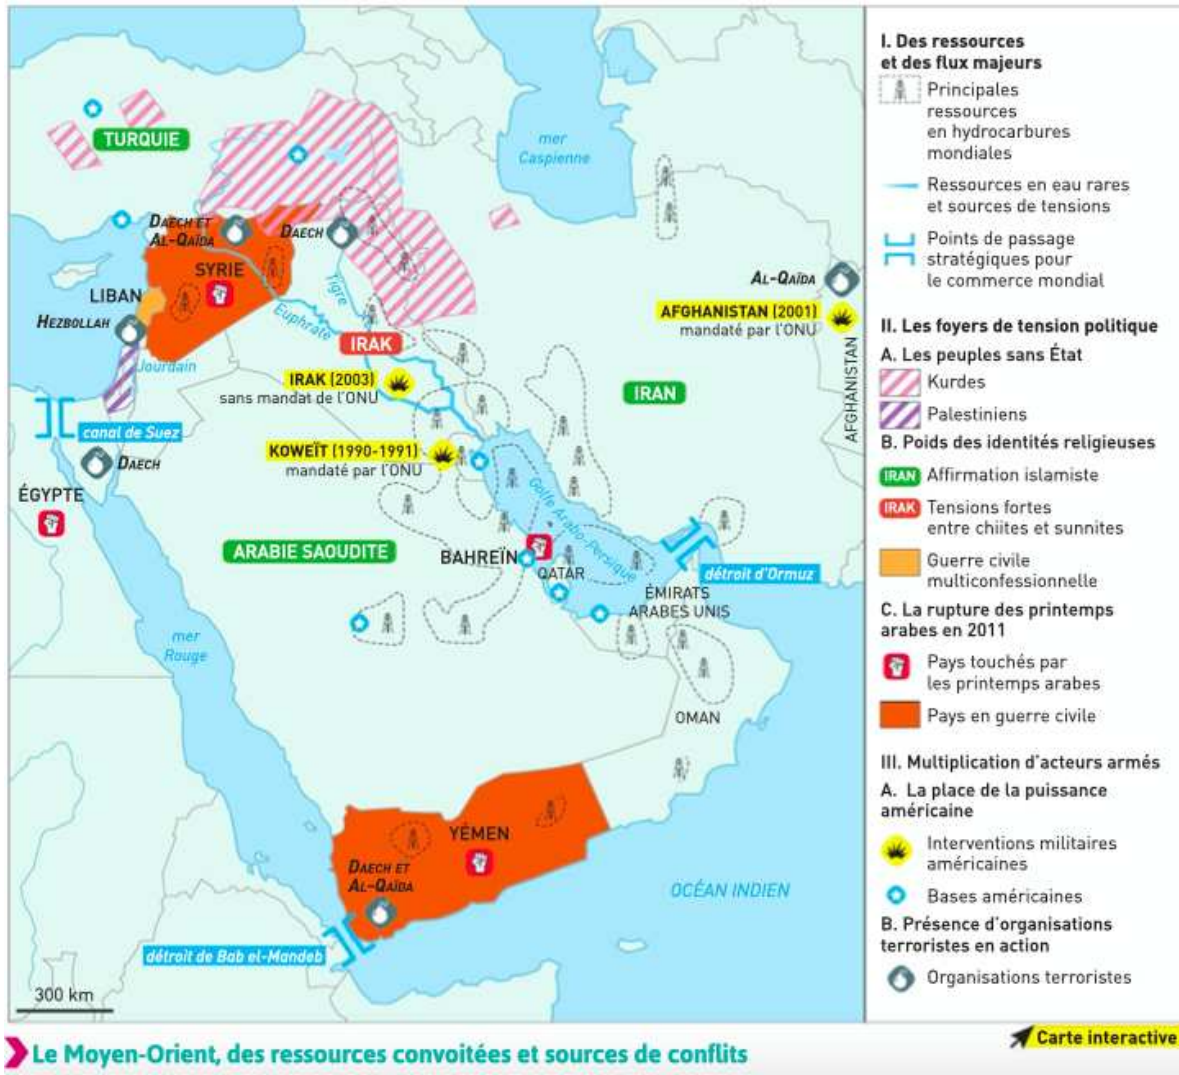 TURQUIE
mer
Caspienne
DAECH ET
AL-QAÏDA
DAECH
SYRIE
LIBAN
HEZBOLLAH
Jourdain
Tigre
Euphrate
IRAK
IRAK (2003)
sans mandat de l'ONU
AL-QAÏDA
AFGHANISTAN (2001)
mandaté par l'ONU
AFGHANISTAN
IRAN
canal de Suez
DAECH
KOWEÏT (1990-1991)
mandaté par l'ONU
ÉGYPTE
ARABIE SAOUDITE
Golfe Arabo-Persique
BAHREÏN
QATAR
détroit d'Ormuz
ÉMIRATS
ARABES UNIS
mer
Rouge
OMAN
YÉMEN
DAECH ET
AL-QAÏDA
OCÉAN INDIEN
détroit de Bab el-Mandeb
300 km
I. Des ressources
et des flux majeurs
Principales
ressources
en hydrocarbures
mondiales
Ressources en eau rares
et sources de tensions
Points de passage
stratégiques pour
le commerce mondial
II. Les foyers de tension politique
A. Les peuples sans État
Kurdes
Palestiniens
B. Poids des identités religieuses
IRAN Affirmation islamiste
IRAK Tensions fortes
entre chiites et sunnites
Guerre civile
multiconfessionnelle
C. La rupture des printemps
arabes en 2011
Pays touchés par
les printemps arabes
Pays en guerre civile
III. Multiplication d'acteurs armés
A. La place de la puissance
américaine
Interventions militaires
américaines
Bases américaines
B. Présence d'organisations
terroristes en action
Organisations terroristes
Carte interactive
Le Moyen-Orient, des ressources convoitées et sources de conflits